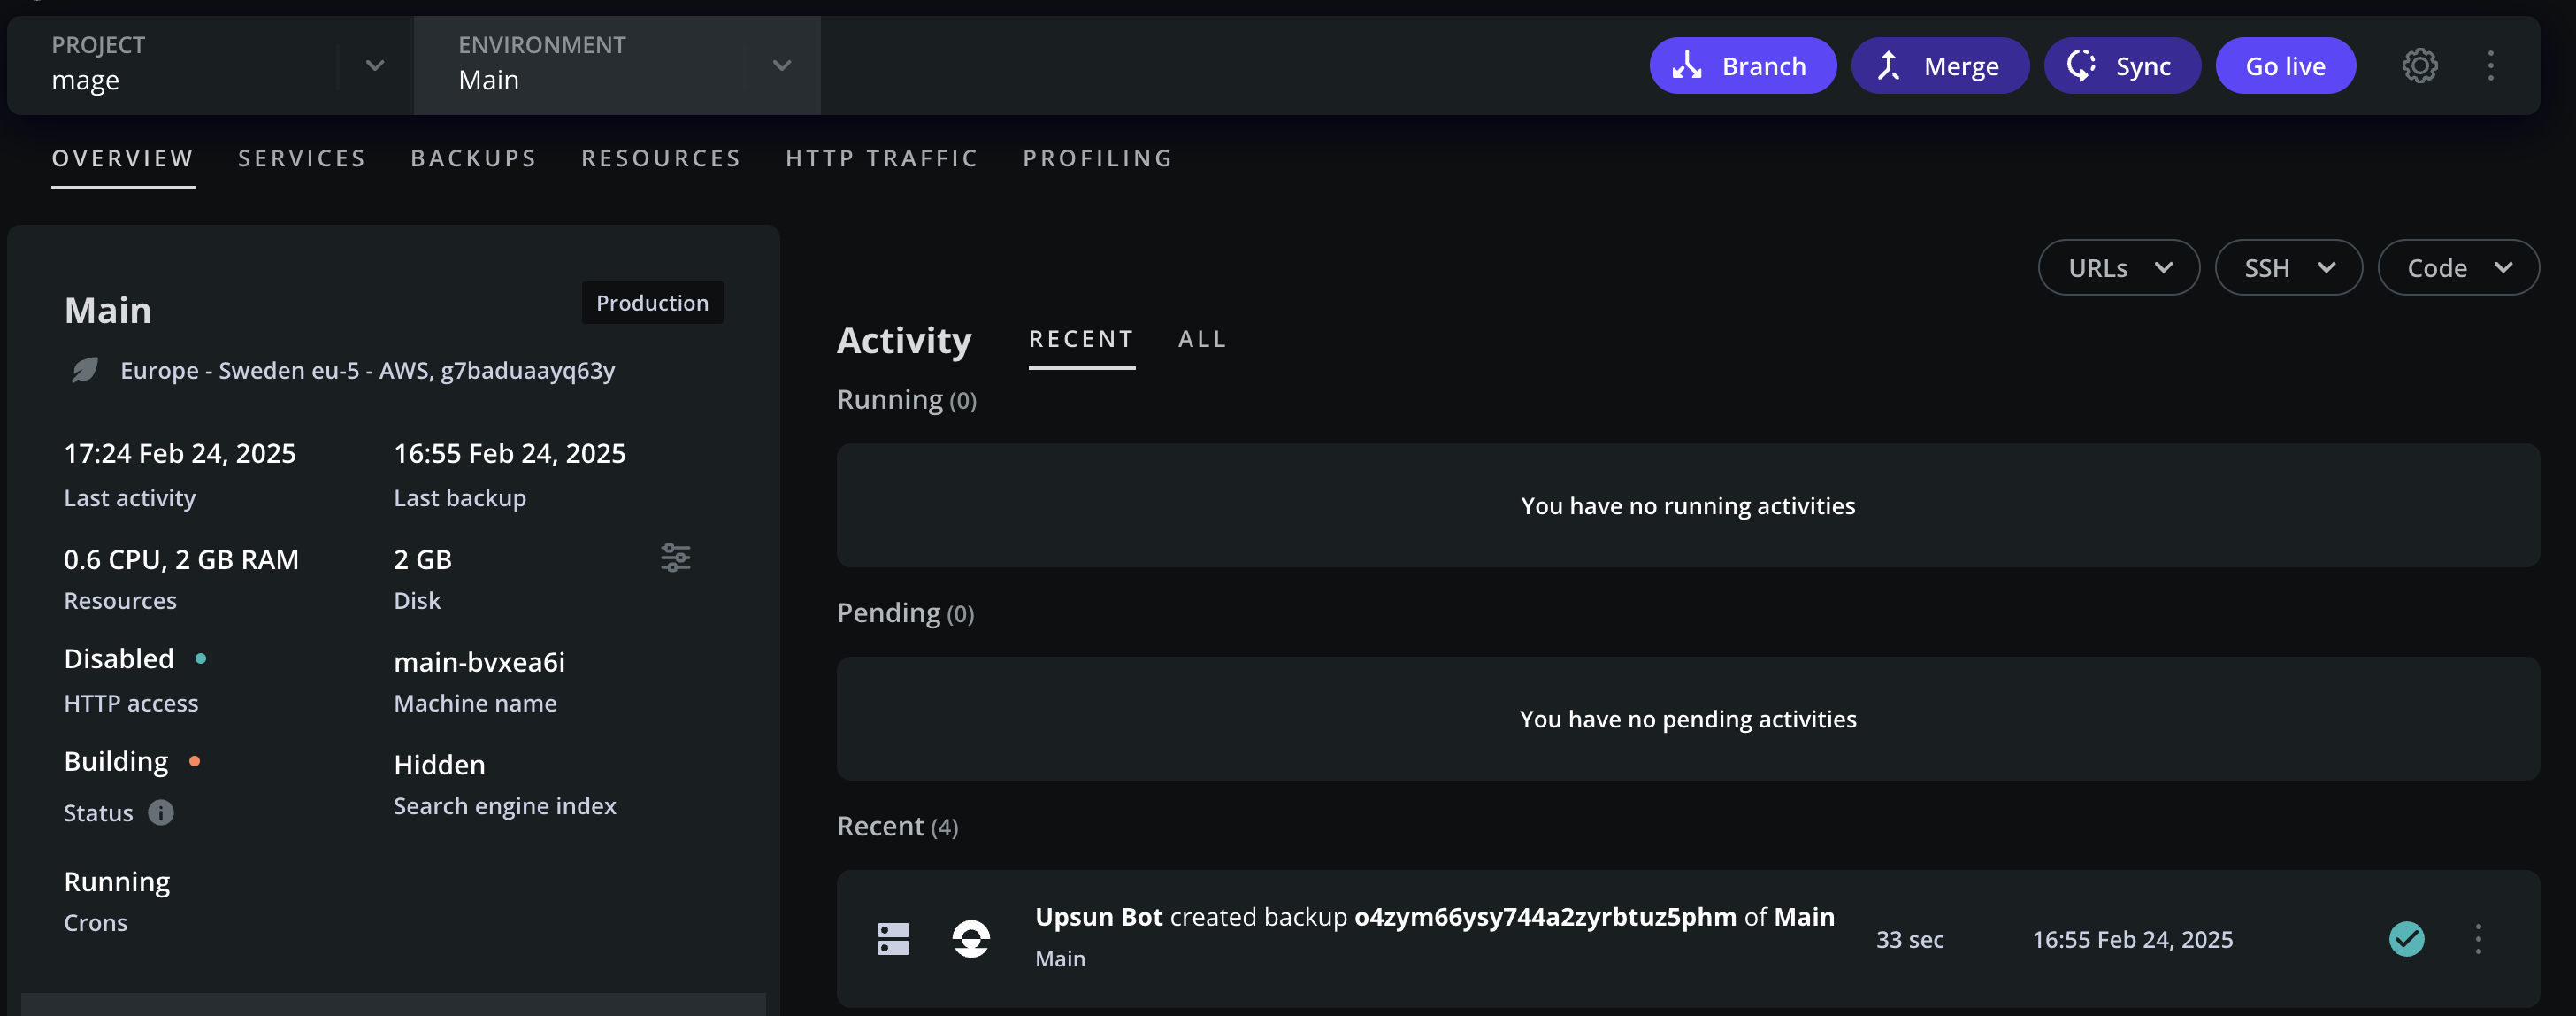 PROJECT
mage
ENVIRONMENT
Main
Branch
Merge
Sync
Go live
OVERVIEW
SERVICES
BACKUPS
RESOURCES
HTTP TRAFFIC
PROFILING
URLs
SSH
Code
Main
Production
Europe - Sweden eu-5 - AWS, g7baduaayq63y
17:24 Feb 24, 2025
Last activity
16:55 Feb 24, 2025
Last backup
0.6 CPU, 2 GB RAM
Resources
2 GB
Disk
Disabled
HTTP access
main-bvxea6i
Machine name
Building
Status
Hidden
Search engine index
Running
Crons
Activity
RECENT
ALL
Running (0)
You have no running activities
Pending (0)
You have no pending activities
Recent (4)
Upsun Bot created backup o4zym66ysy744a2zyrbtuz5phm of Main
Main
33 sec
16:55 Feb 24, 2025